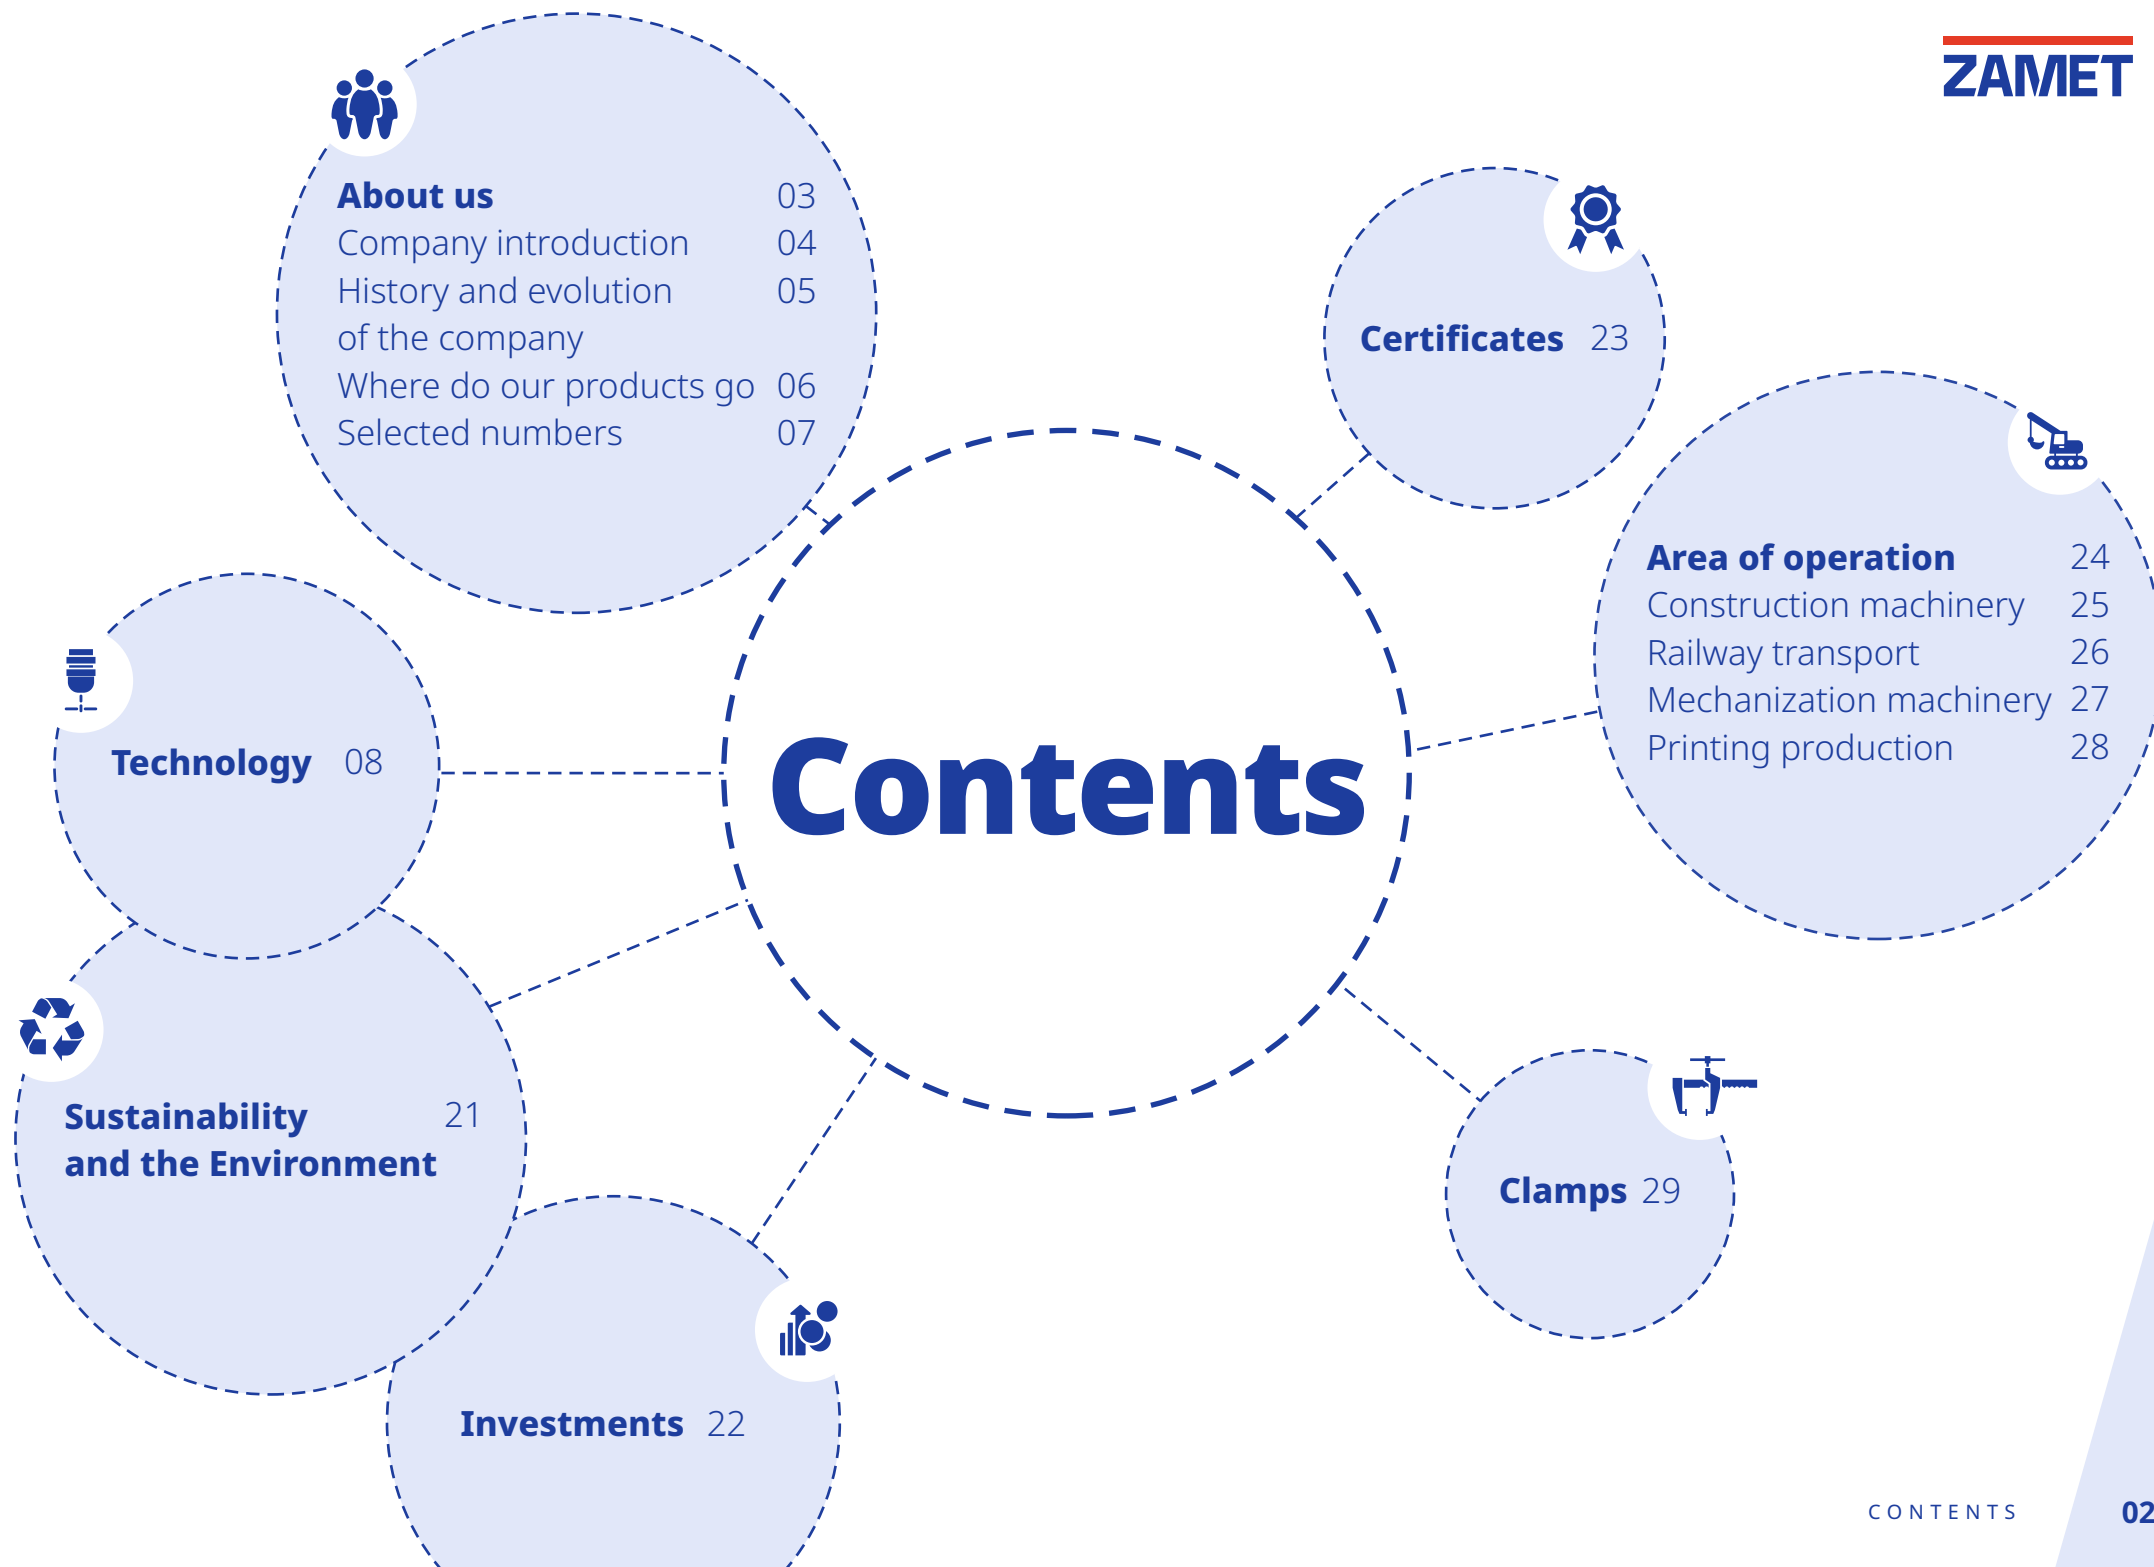 ZAMET
About us 03
Company introduction 04
History and evolution 05
of the company
Where do our products go 06
Selected numbers 07
Technology 08
Sustainability 21
and the Environment
Investments 22
Contents
Certificates 23
Area of operation 24
Construction machinery 25
Railway transport 26
Mechanization machinery 27
Printing production 28
Clamps 29
CONTENTS 02